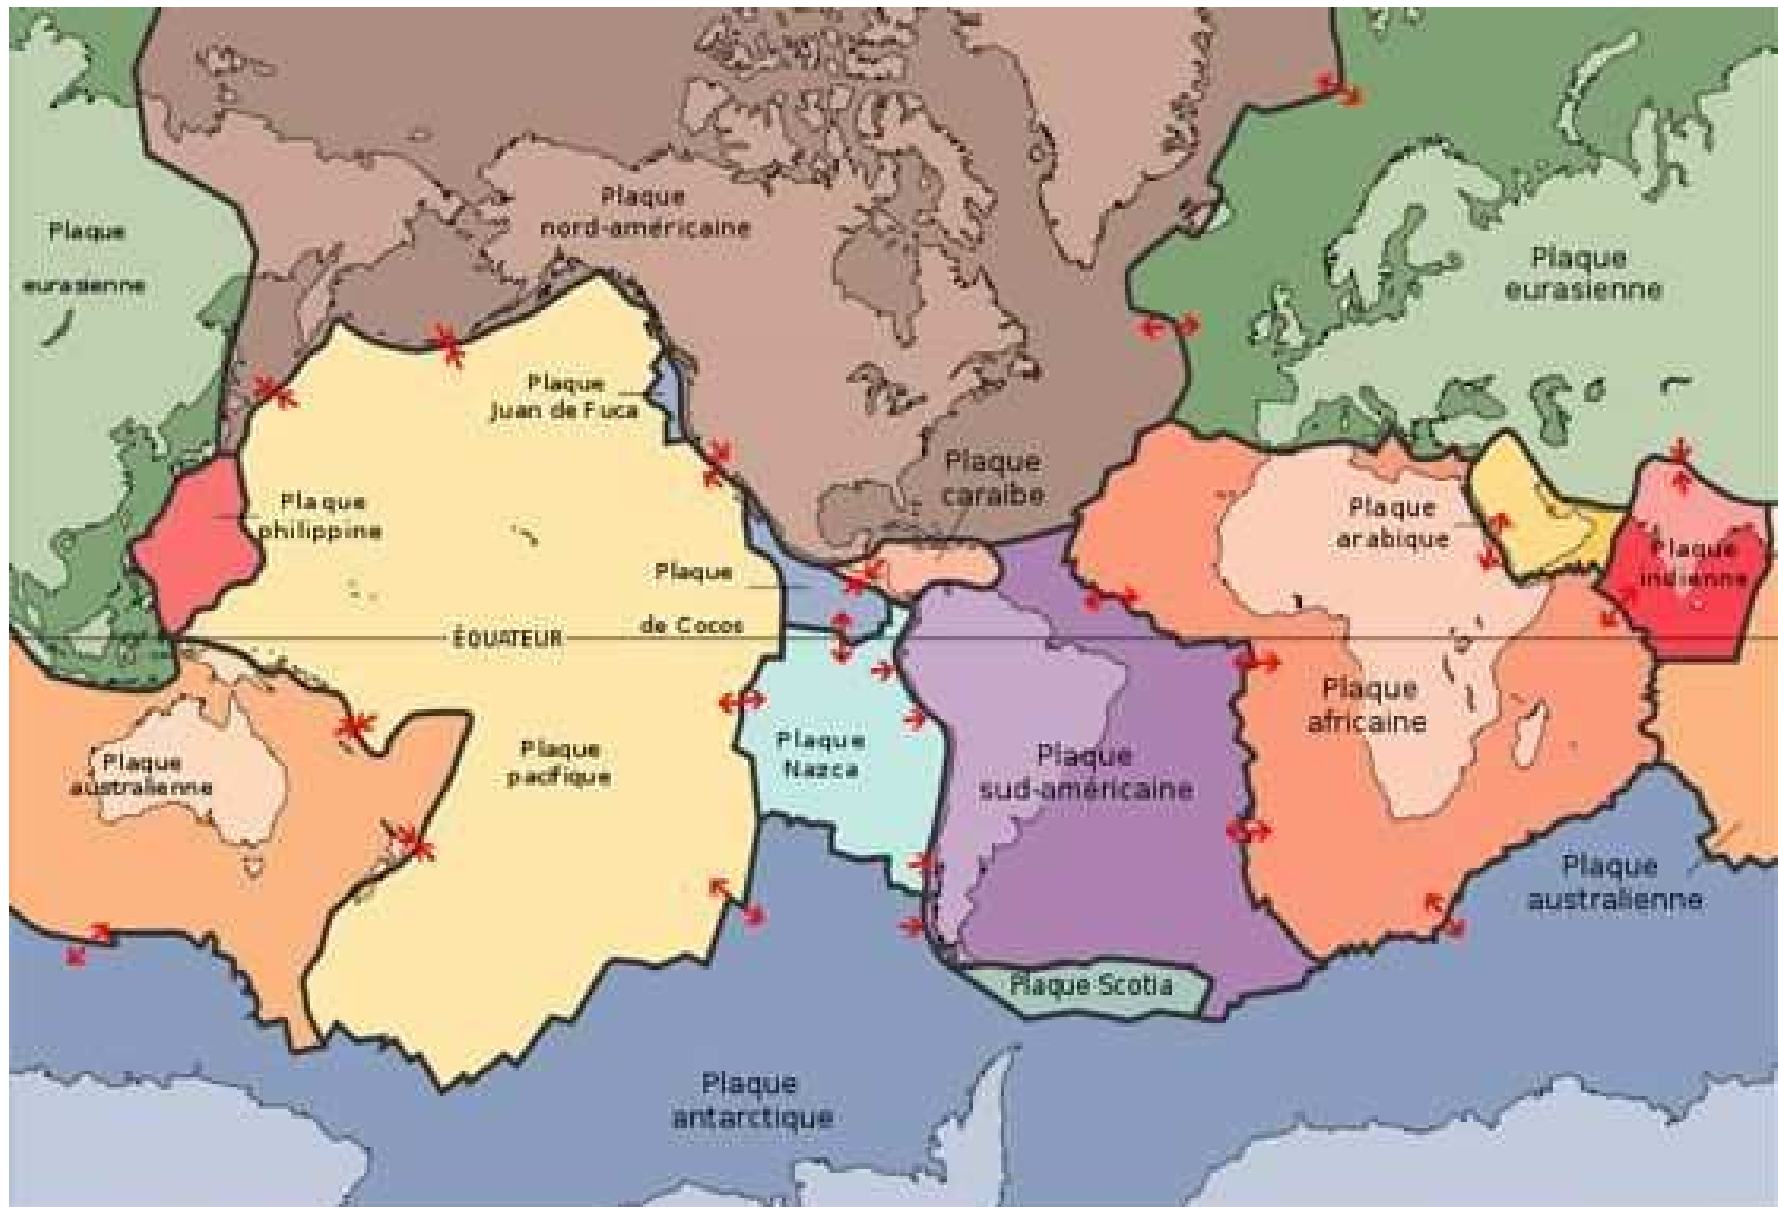 Plaque
nord-américaine
Plaque
eurasienne
Plaque
eurasienne
Plaque
Juan de Fuca
Plaque
caraibe
Plaque
philippine
Plaque
arabique
Plaque
indienne
Plaque
de Cocos
ÉQUATEUR
Plaque
africaine
Plaque
australienne
Plaque
pacifique
Plaque
Nazca
Plaque
sud-américaine
Plaque
australienne
Plaque Scotia
Plaque
antarctique